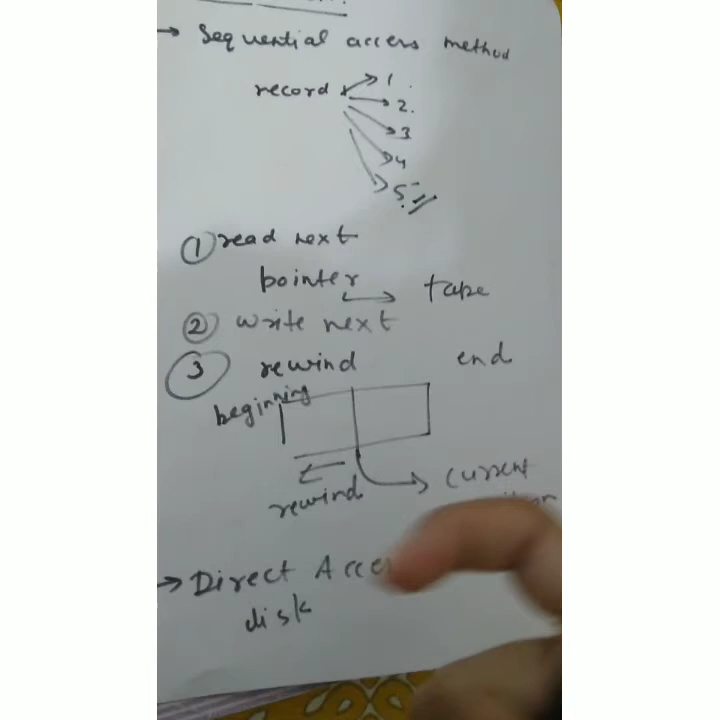 → Sequential access method
record → 1.
→ 2.
→ 3
→ 4
→ 5.
① read next
pointer → tape
② write next
③ rewind end
beginning
rewind current
→ Direct
disk